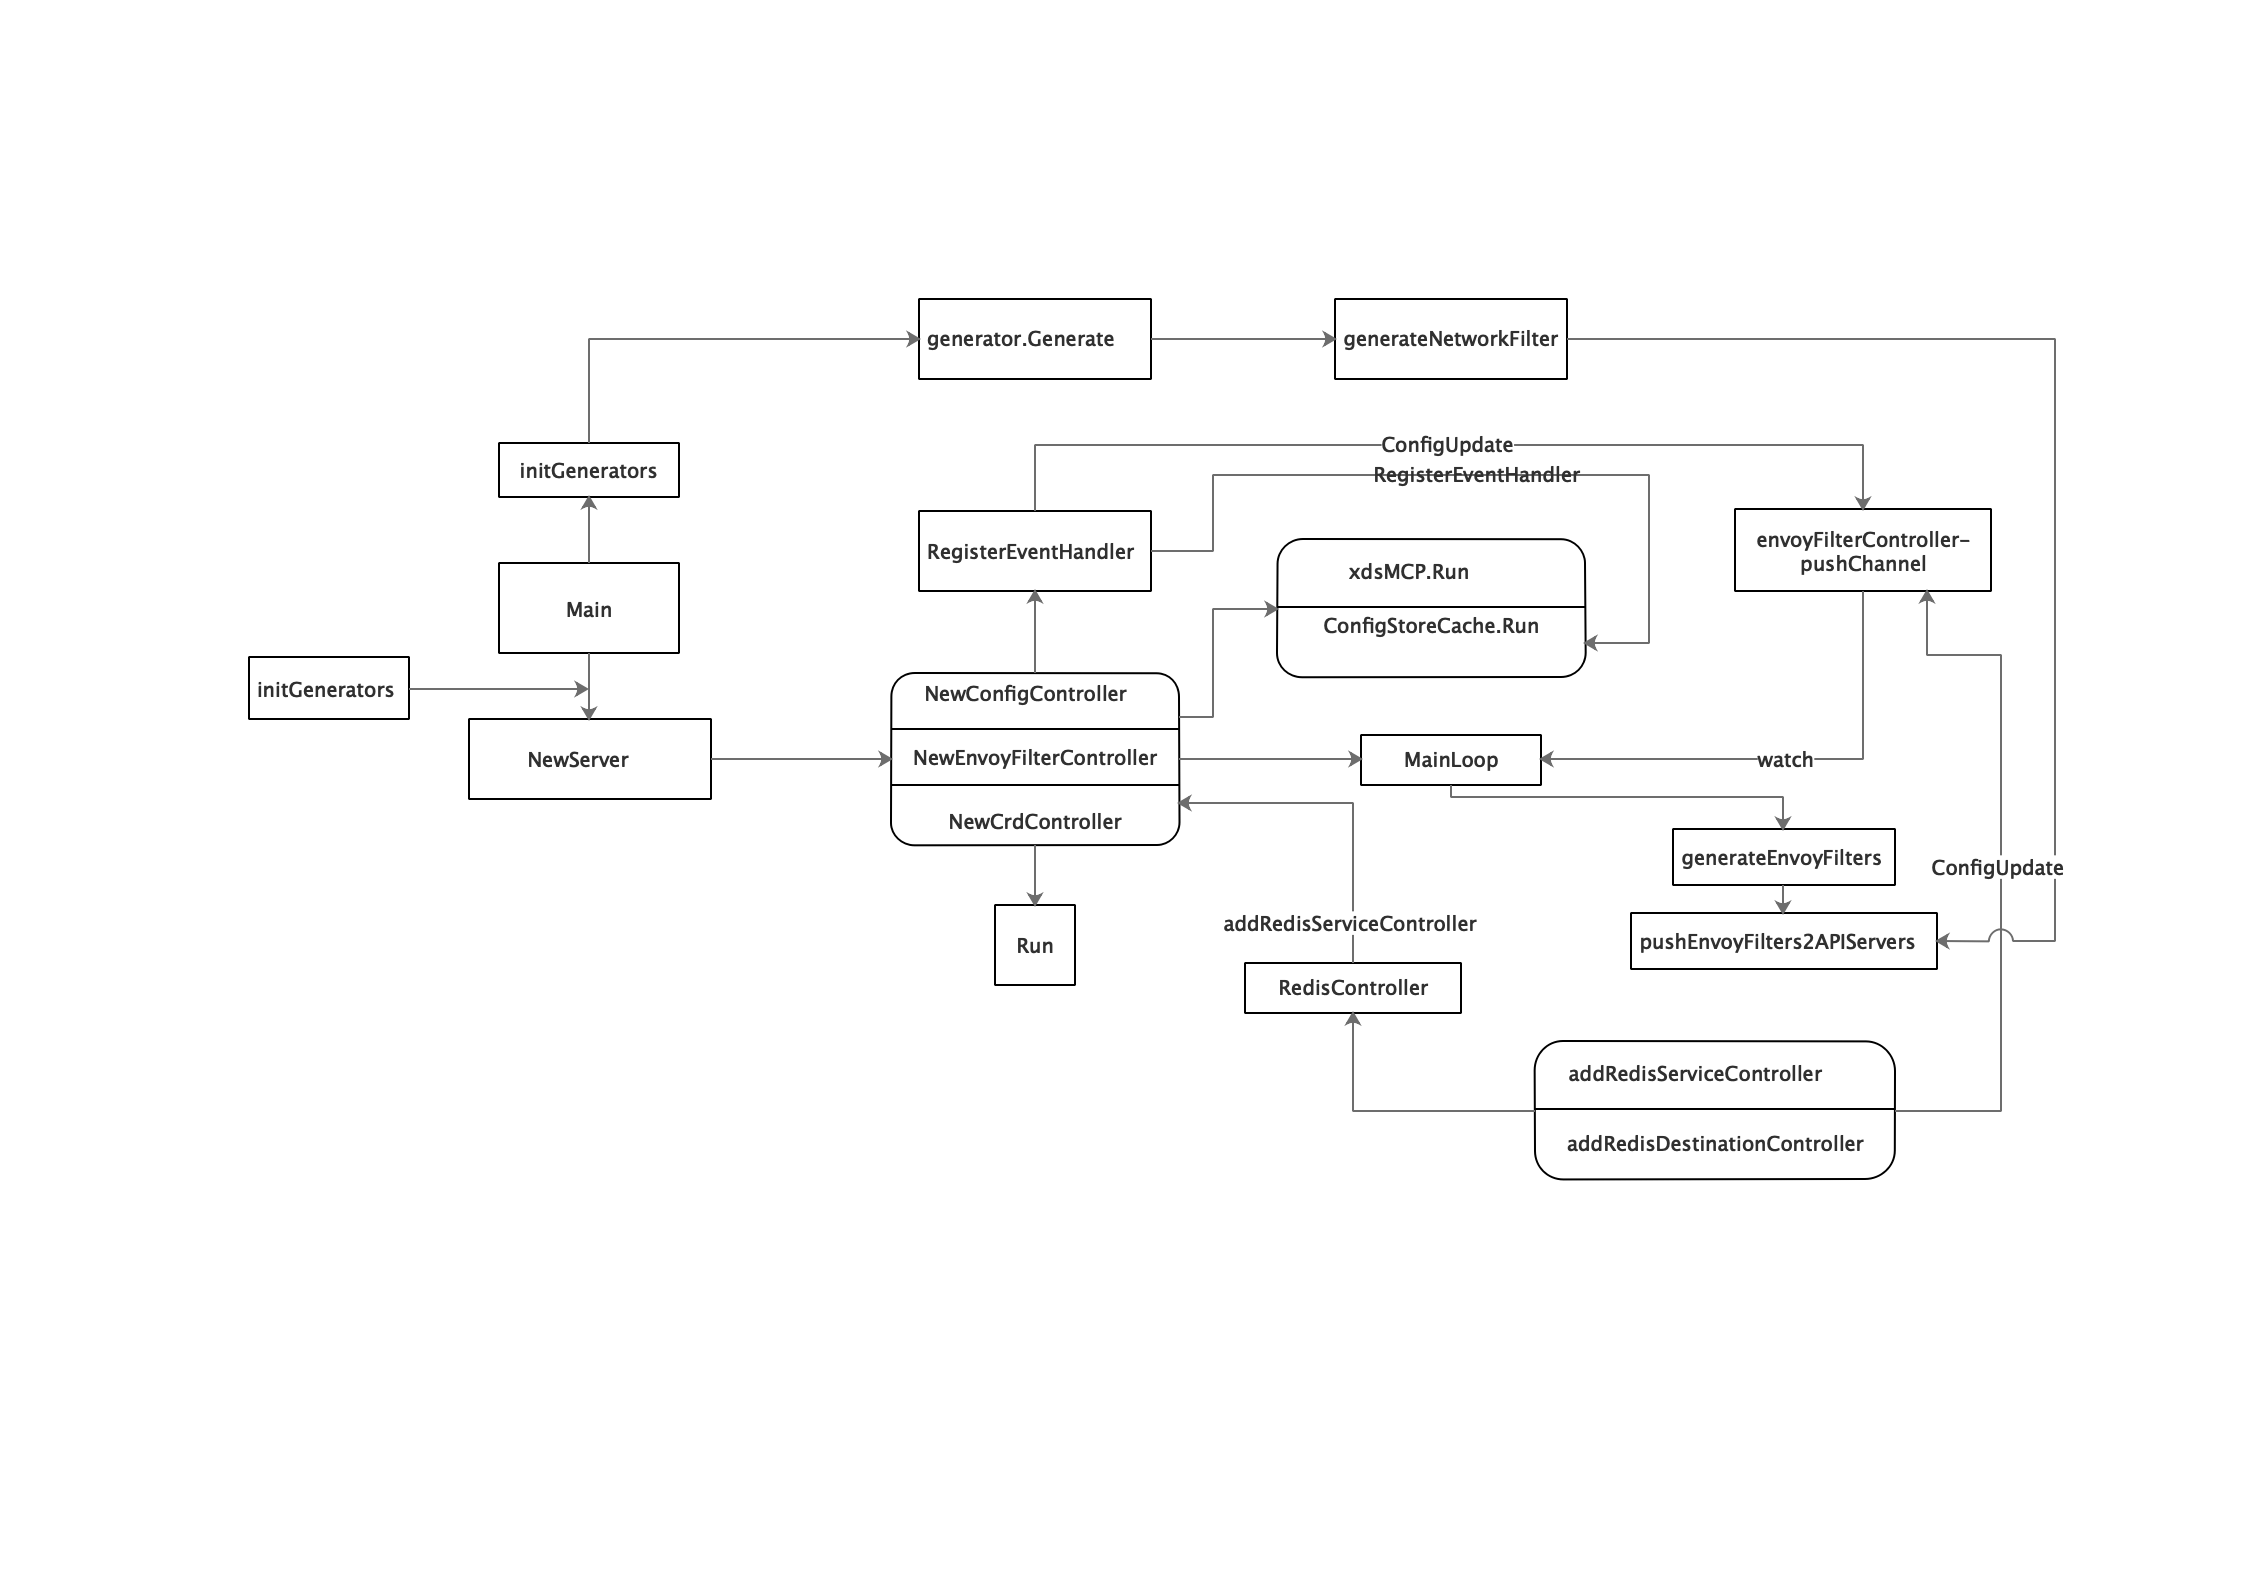 generator.Generate
generateNetworkFilter
ConfigUpdate
initGenerators
RegisterEventHandler
RegisterEventHandler
envoyFilterController-
pushChannel
xdsMCP.Run
Main
ConfigStoreCache.Run
initGenerators
NewConfigController
NewServer
NewEnvoyFilterController
MainLoop
watch
NewCrdController
generateEnvoyFilters
ConfigUpdate
addRedisServiceController
Run
pushEnvoyFilters2APIServers
RedisController
addRedisServiceController
addRedisDestinationController